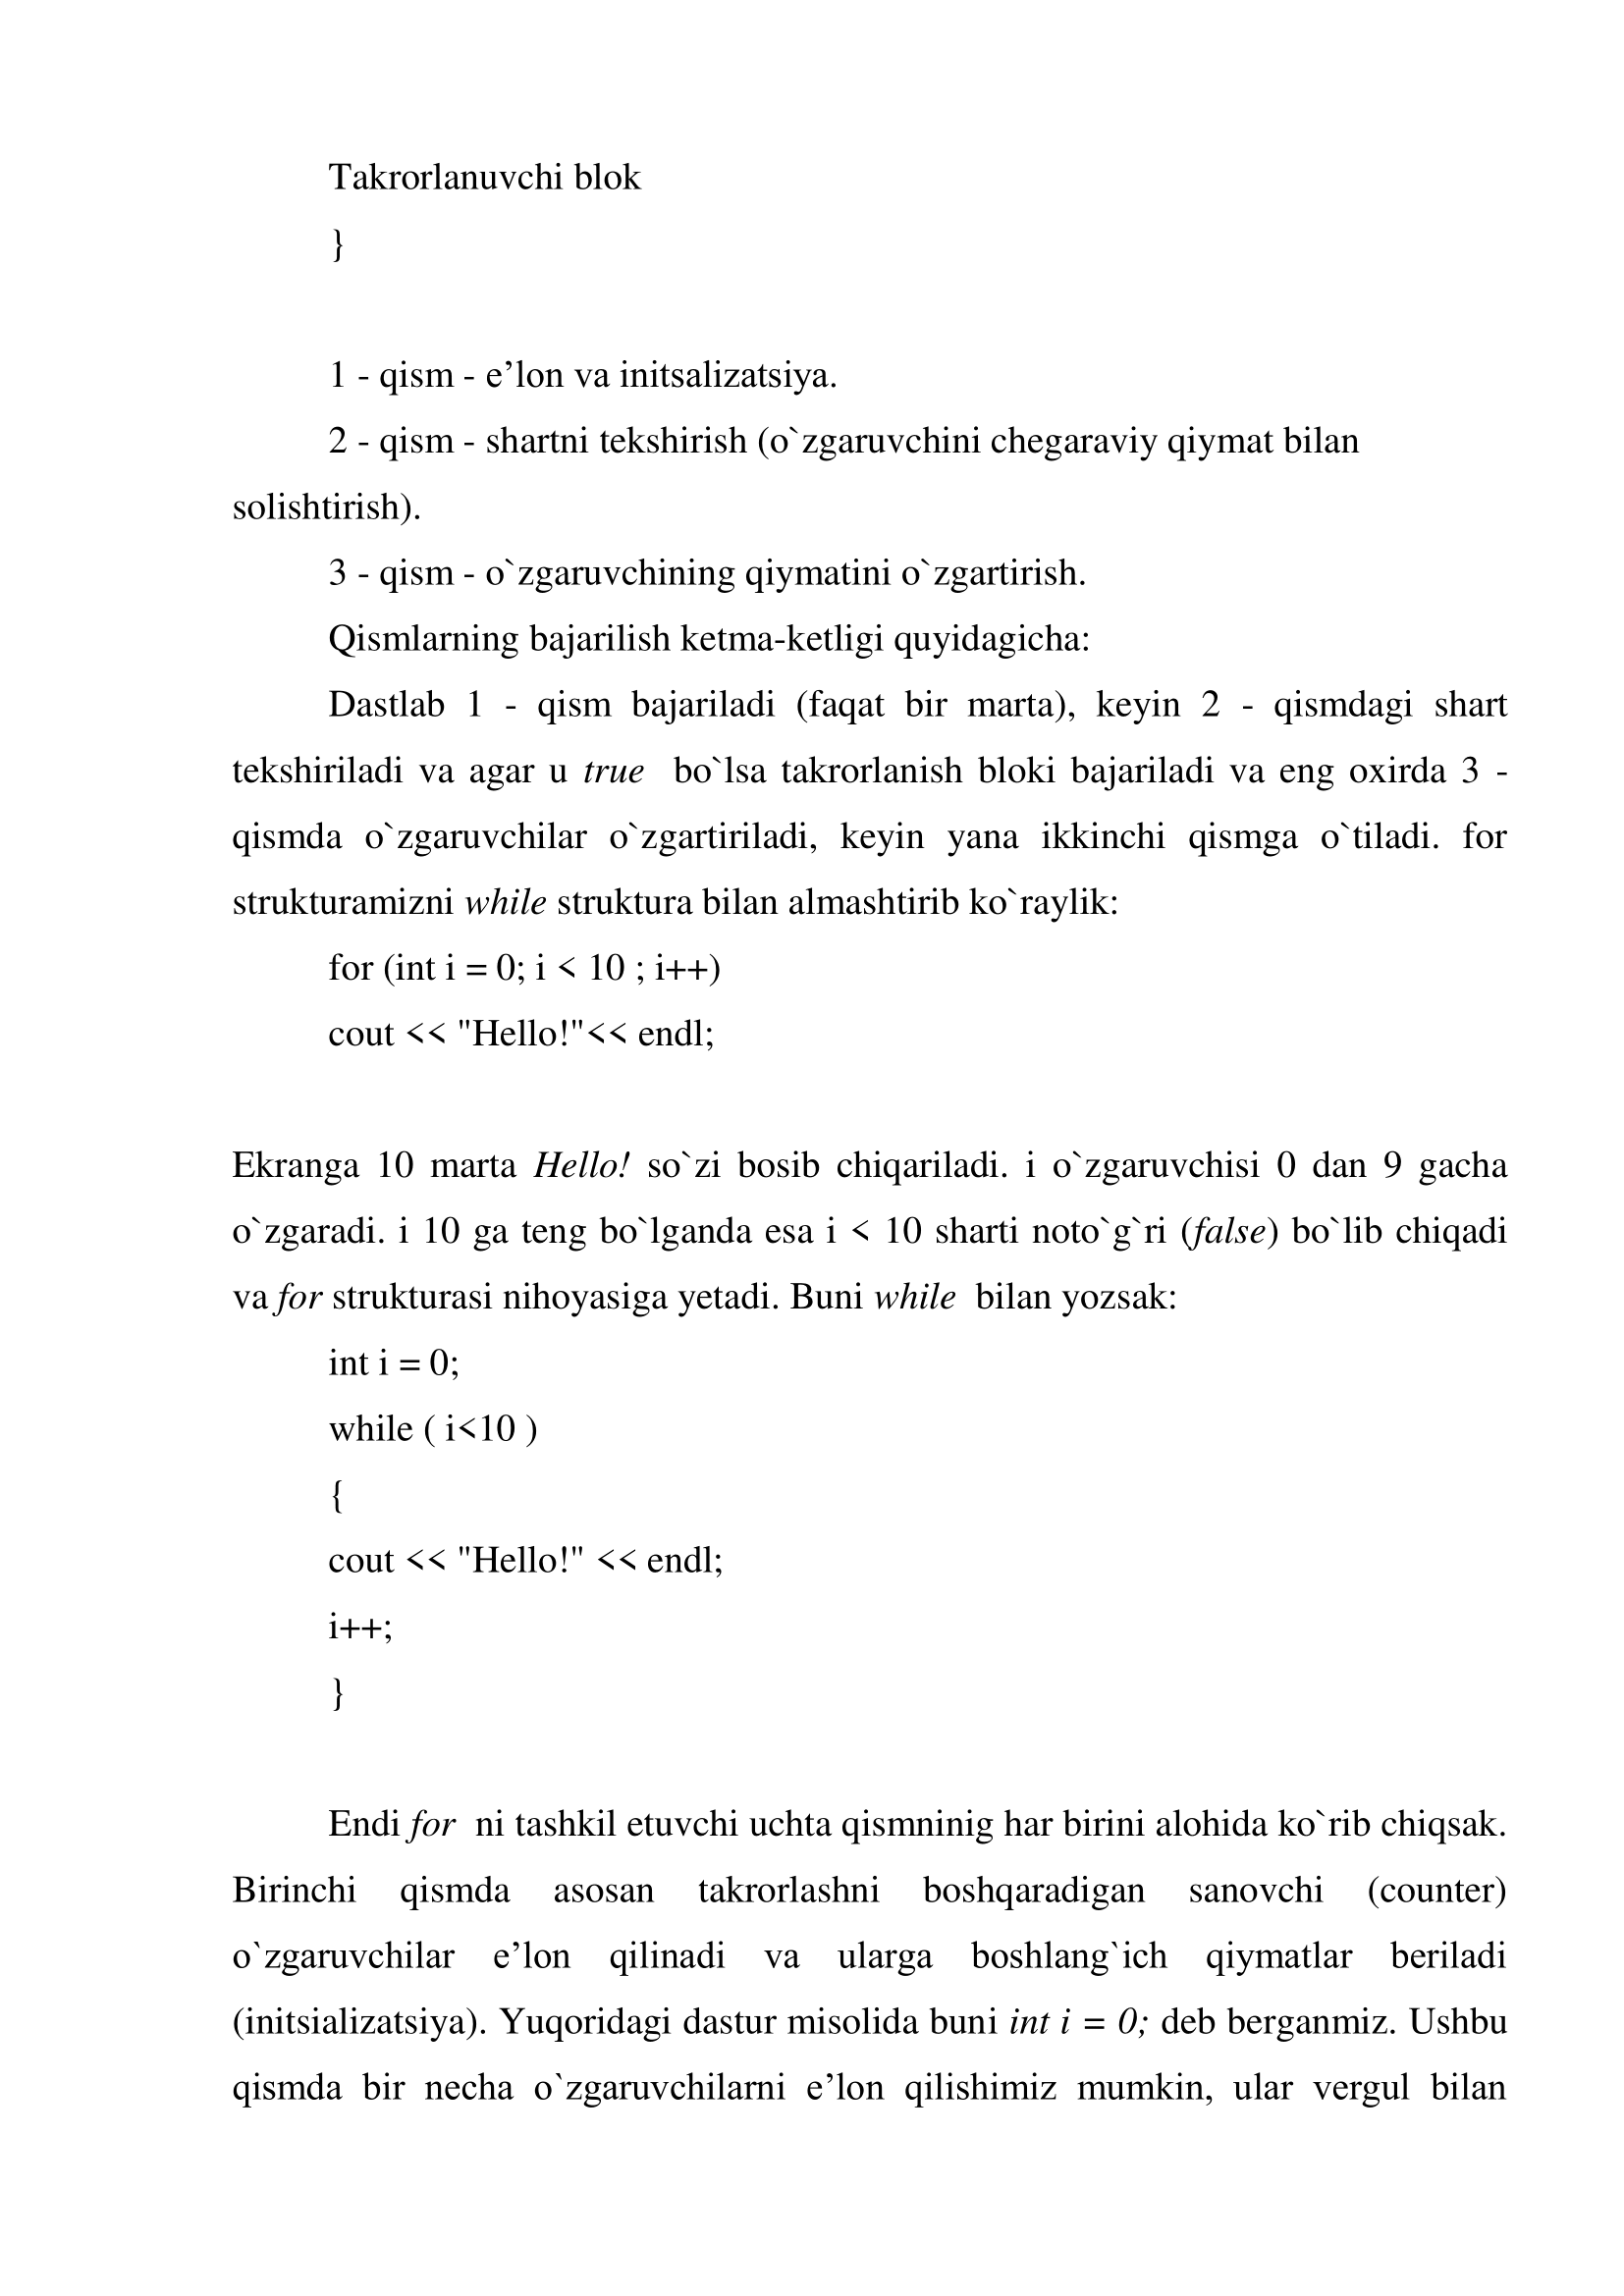 Takrorlanuvchi blok
}
1 - qism - e’lon va initsalizatsiya.
2 - qism - shartni tekshirish (o`zgaruvchini chegaraviy qiymat bilan
solishtirish).
3 - qism - o`zgaruvchining qiymatini o`zgartirish.
Qismlarning bajarilish ketma-ketligi quyidagicha:
Dastlab 1 - qism bajariladi (faqat bir marta), keyin 2 - qismdagi shart
tekshiriladi va agar u true bo`lsa takrorlanish bloki bajariladi va eng oxirda 3 -
qismda o`zgaruvchilar o`zgartiriladi, keyin yana ikkinchi qismga o`tiladi. for
strukturamizni while struktura bilan almashtirib ko`raylik:
for (int i = 0; i < 10 ; i++)
cout << "Hello!"<< endl;
Ekranga 10 marta Hello! so`zi bosib chiqariladi. i o`zgaruvchisi 0 dan 9 gacha
o`zgaradi. i 10 ga teng bo`lganda esa i < 10 sharti noto`g`ri (false) bo`lib chiqadi
va for strukturasi nihoyasiga yetadi. Buni while bilan yozsak:
int i = 0;
while ( i<10 )
{
cout << "Hello!" << endl;
i++;
}
Endi for ni tashkil etuvchi uchta qismninig har birini alohida ko`rib chiqsak.
Birinchi qismda asosan takrorlashni boshqaradigan sanovchi (counter)
o`zgaruvchilar e’lon qilinadi va ularga boshlang`ich qiymatlar beriladi
(initsializatsiya). Yuqoridagi dastur misolida buni int i = 0; deb berganmiz. Ushbu
qismda bir necha o`zgaruvchilarni e’lon qilishimiz mumkin, ular vergul bilan